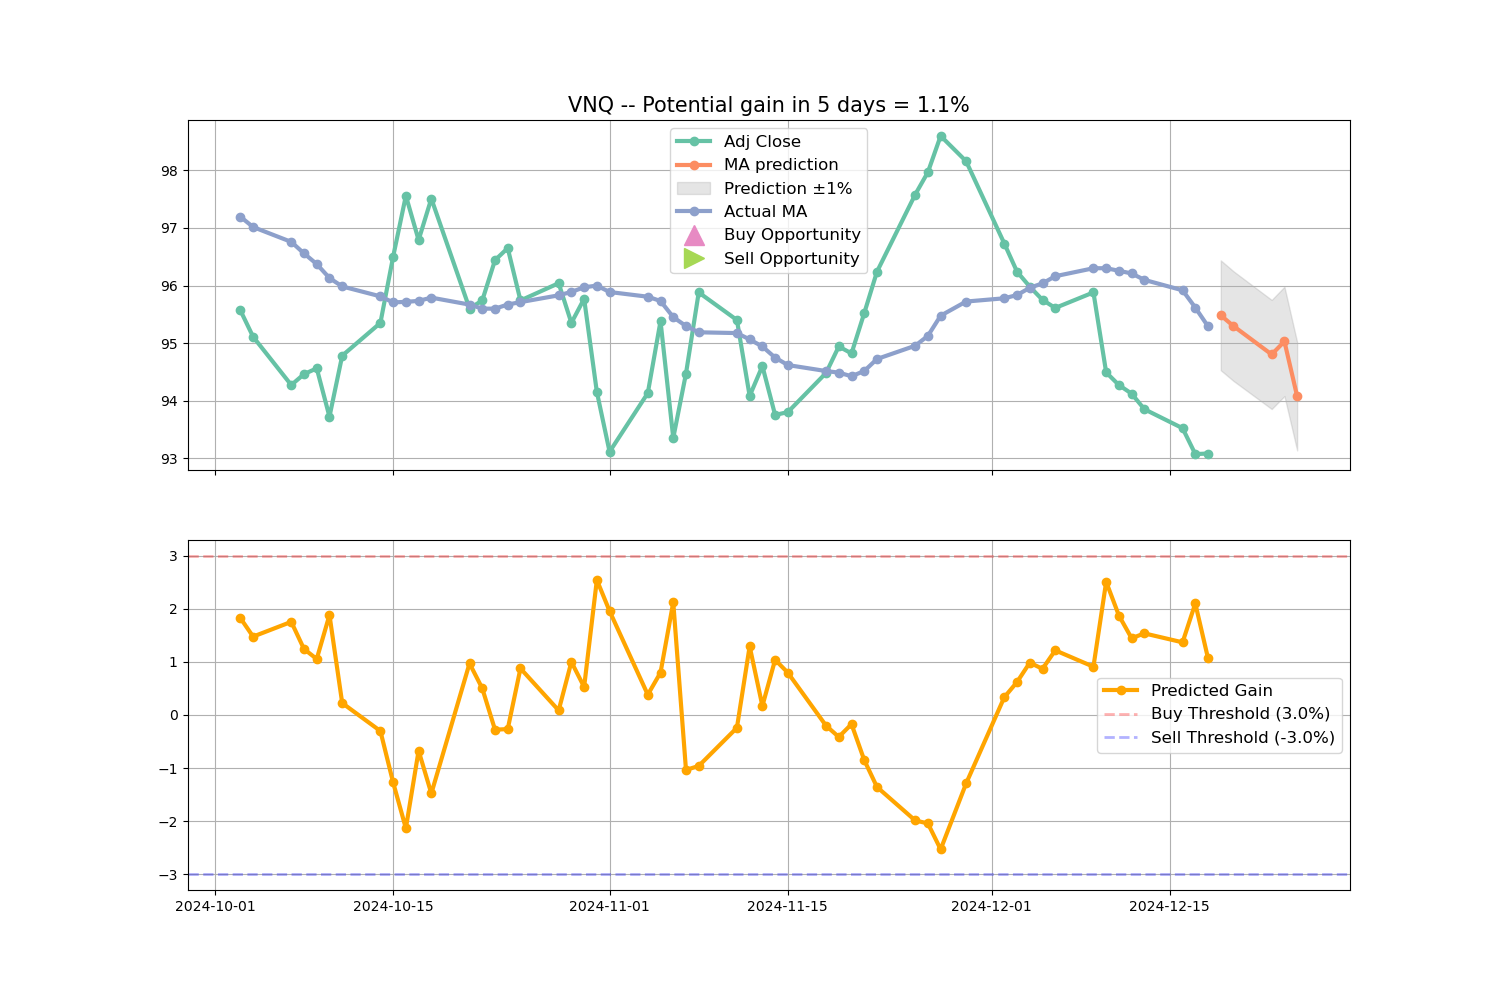 VNQ -- Potential gain in 5 days = 1.1%
Adj Close
MA prediction
Prediction ±1%
Actual MA
Buy Opportunity
Sell Opportunity
98
97
96
95
94
93
3
2
1
0
−1
−2
−3
Predicted Gain
Buy Threshold (3.0%)
Sell Threshold (-3.0%)
2024-10-01
2024-10-15
2024-11-01
2024-11-15
2024-12-01
2024-12-15